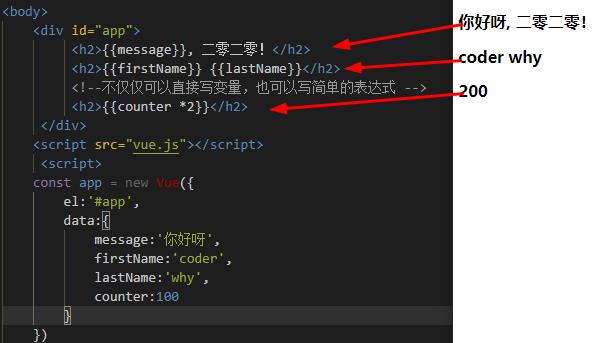 <body>
<div id="app">
<h2>{{message}}, 二零二零! </h2>
<h2>{{firstName}} {{lastName}}</h2>
<!--不仅仅可以直接写变量，也可以写简单的表达式 -->
<h2>{{counter *2}}</h2>
</div>
<script src="vue.js"></script>
<script>
const app = new Vue({
el:'#app',
data:{
message:'你好呀',
firstName:'coder',
lastName:'why',
counter:100
}
})
你好呀, 二零二零!
coder why
200